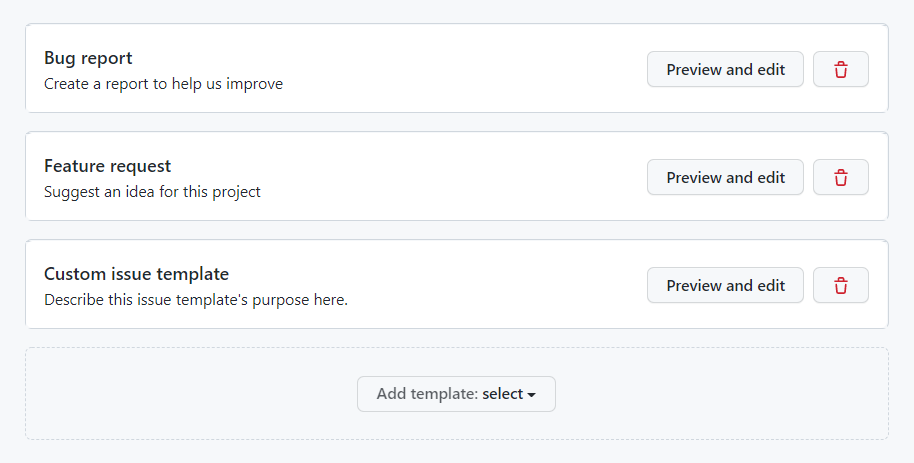 Bug report
Create a report to help us improve
Preview and edit
Feature request
Suggest an idea for this project
Preview and edit
Custom issue template
Describe this issue template's purpose here.
Preview and edit
Add template: select